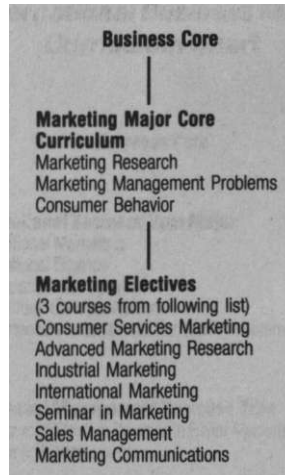 Business Core
Marketing Major Core
Curriculum
Marketing Research
Marketing Management Problems
Consumer Behavior
Marketing Electives
(3 courses from following list)
Consumer Services Marketing
Advanced Marketing Research
Industrial Marketing
International Marketing
Seminar in Marketing
Sales Management
Marketing Communications